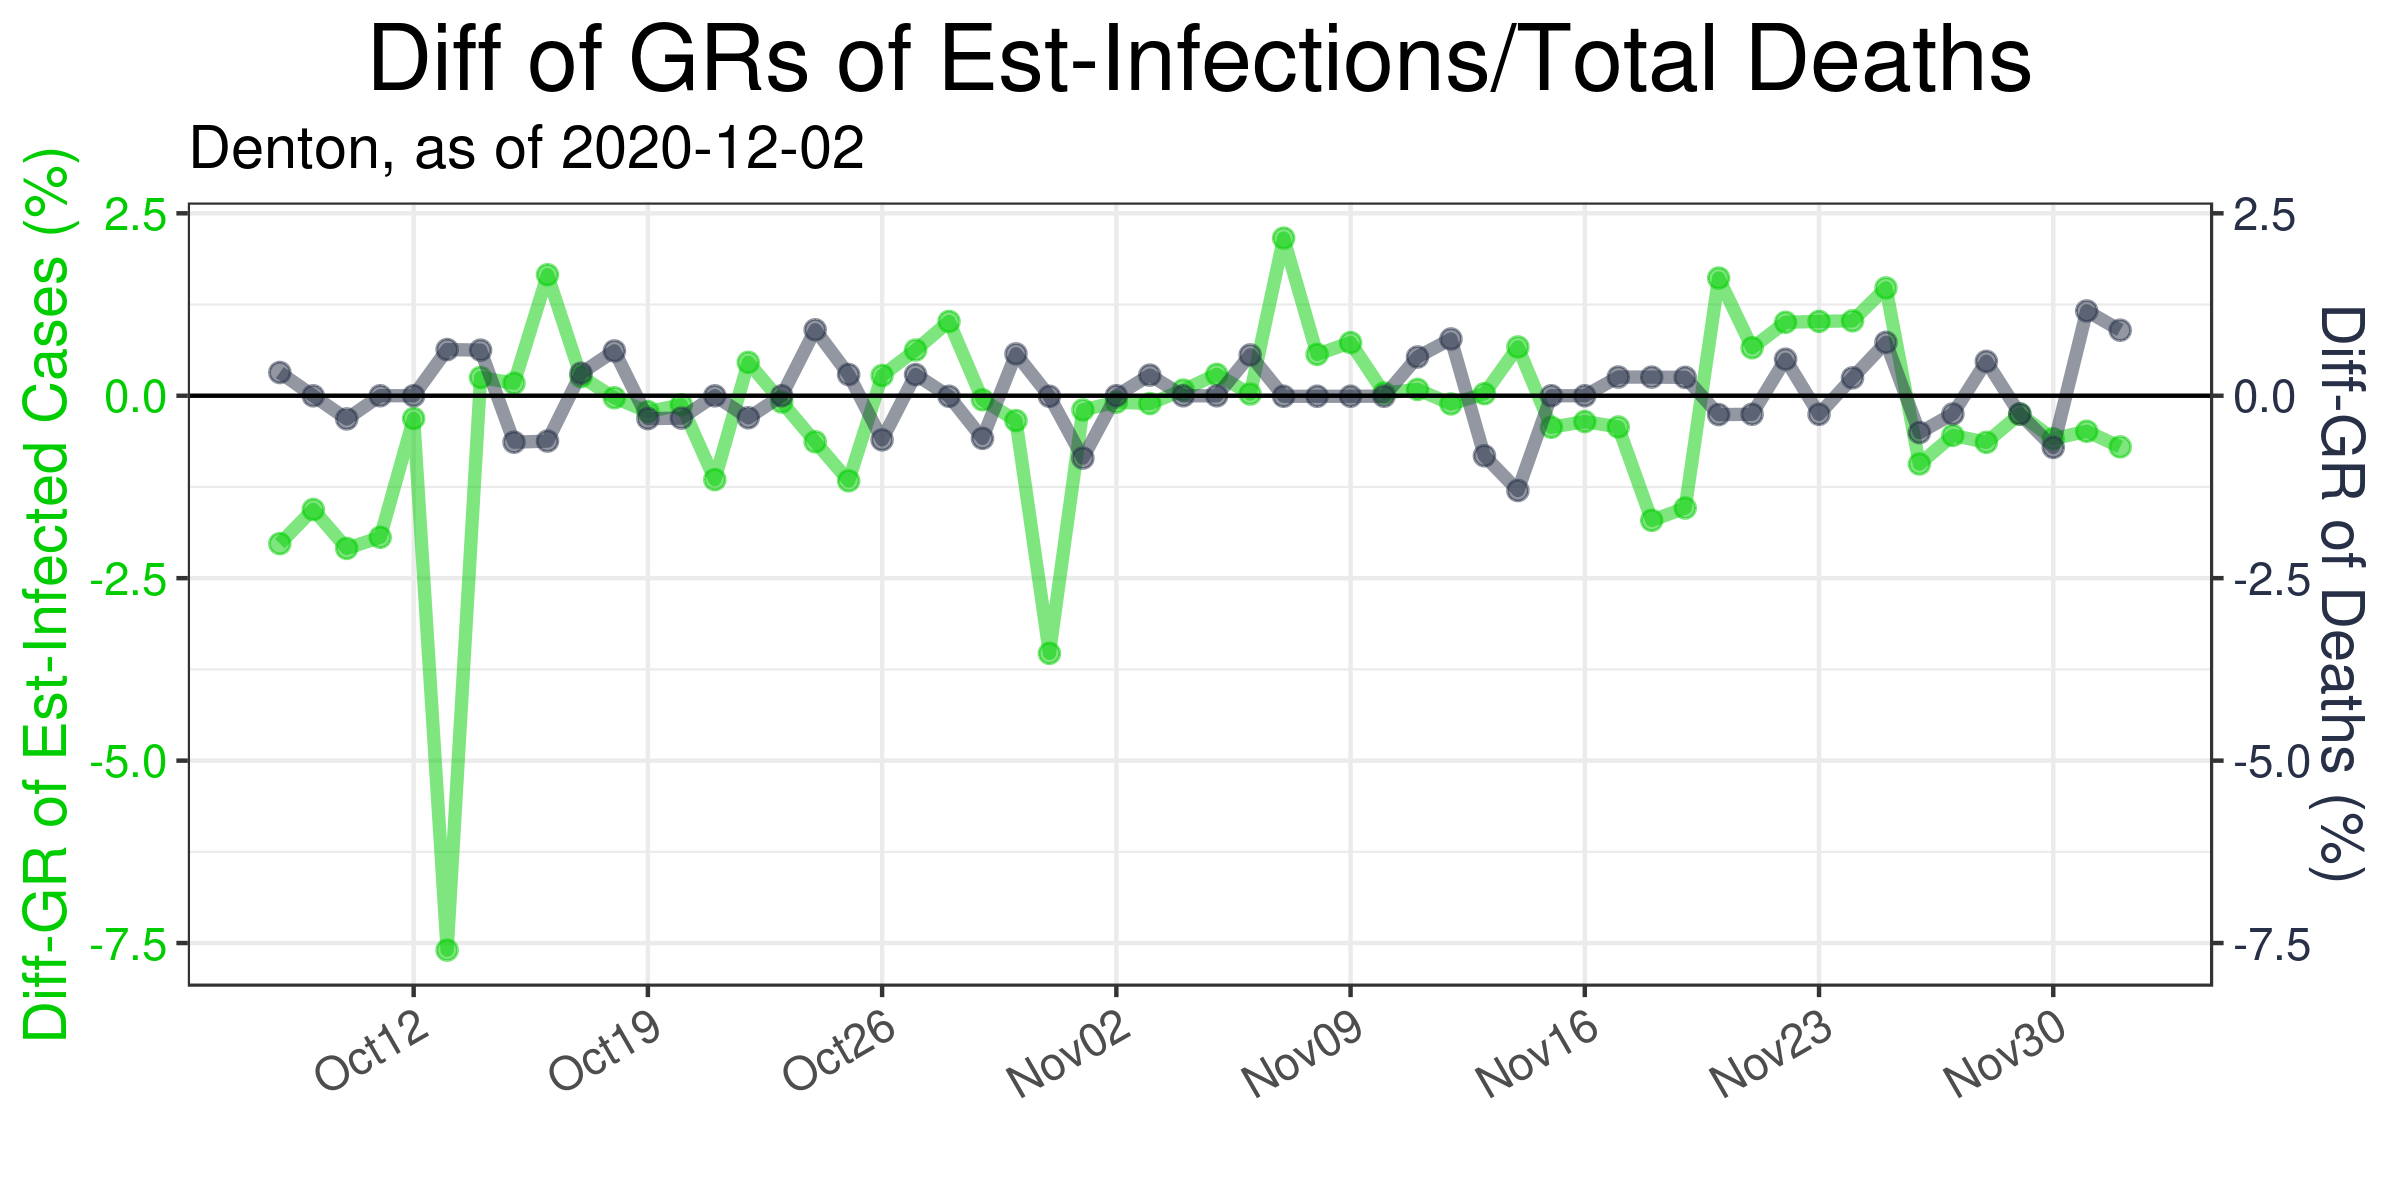 Diff of GRs of Est-Infections/Total Deaths
Denton, as of 2020-12-02
Diff-GR of Est-Infected Cases (%)
2.5
0.0
-2.5
-5.0
-7.5
2.5
0.0
-2.5
-5.0
-7.5
Diff-GR of Deaths (%)
Oct12
Oct19
Oct26
Nov02
Nov09
Nov16
Nov23
Nov30